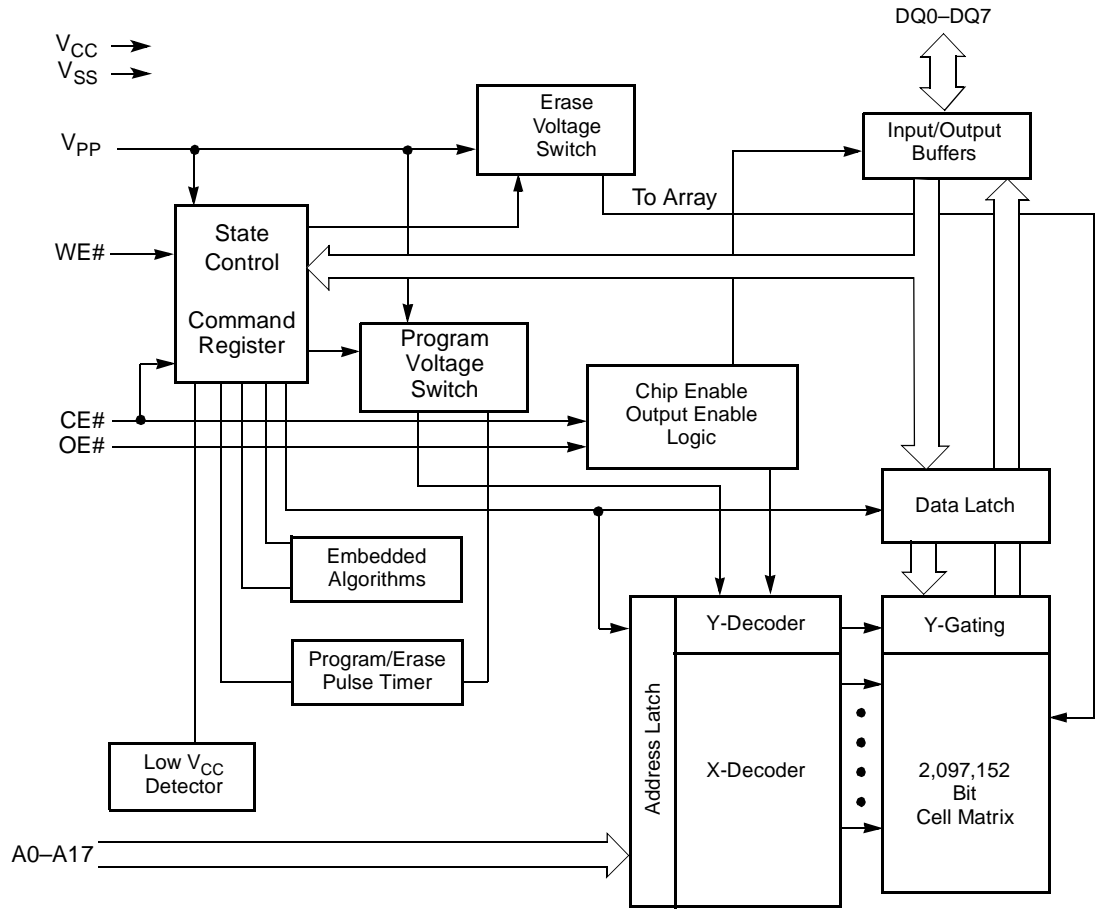 DQ0–DQ7
VCC
VSS
Erase
Voltage
Switch
Input/Output
Buffers
VPP
To Array
State
Control
Command
Register
WE#
Program
Voltage
Switch
Chip Enable
Output Enable
Logic
CE#
OE#
Data Latch
Embedded
Algorithms
Y-Decoder
Y-Gating
Program/Erase
Pulse Timer
Address Latch
Low VCC
Detector
X-Decoder
2,097,152
Bit
Cell Matrix
A0–A17